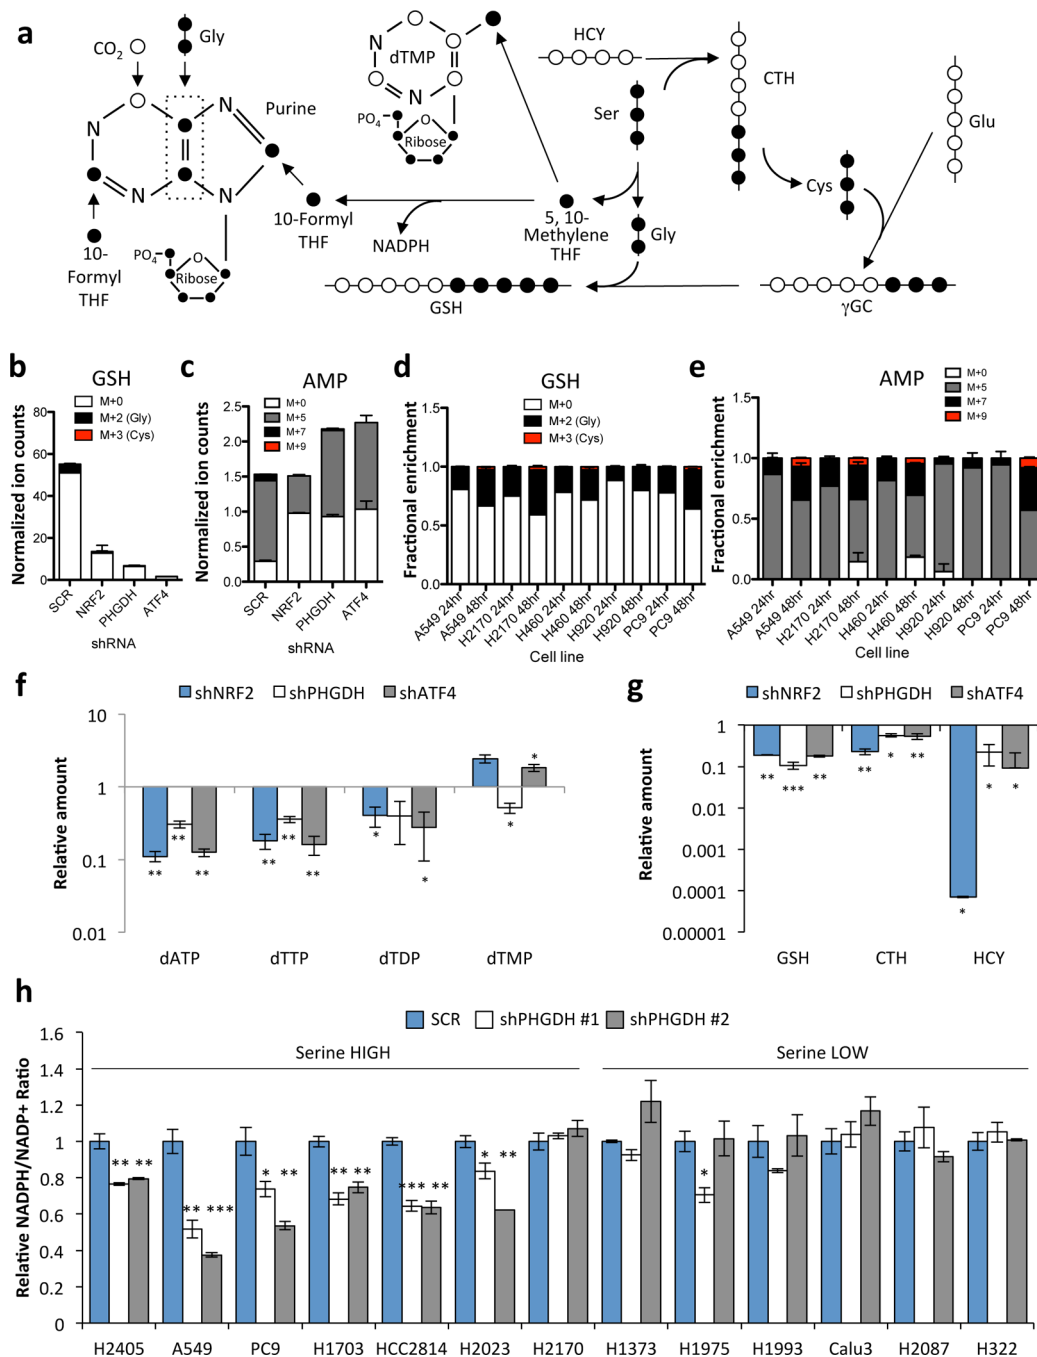 a
CO2
Gly
N
N
Purine
N
N
10-
Formyl
THF
PO4
O
Ribose
10-Formyl
THF
NADPH
N
dTMP
N
PO4
O
Ribose
5, 10-
Methylene
THF
HCY
Ser
Gly
CTH
Cys
Glu
GSH
γGC
b
GSH
M+0
M+2 (Gly)
M+3 (Cys)
Normalized ion counts
80
60
40
20
0
SCR
NRF2
PHGDH
ATF4
shRNA
c
AMP
M+0
M+5
M+7
M+9
Normalized ion counts
2.5
2.0
1.5
1.0
0.5
0.0
SCR
NRF2
PHGDH
ATF4
shRNA
d
GSH
M+0
M+2 (Gly)
M+3 (Cys)
Fractional enrichment
1.5
1.0
0.5
0.0
A549 24hr
A549 48hr
H2170 24hr
H2170 48hr
H460 24hr
H460 48hr
H920 24hr
H920 48hr
PC9 24hr
PC9 48hr
Cell line
e
AMP
M+0
M+5
M+7
M+9
Fractional enrichment
1.5
1.0
0.5
0.0
A549 24hr
A549 48hr
H2170 24hr
H2170 48hr
H460 24hr
H460 48hr
H920 24hr
H920 48hr
PC9 24hr
PC9 48hr
Cell line
f
shNRF2 shPHGDH shATF4
Relative amount
10
1
0.1
0.01
** ** **
** ** **
* *
* *
dATP dTTP dTDP dTMP
g
shNRF2 shPHGDH shATF4
Relative amount
1
0.1
0.01
0.001
0.0001
0.00001
** *** **
** * **
* * *
GSH CTH HCY
h
SCR shPHGDH #1 shPHGDH #2
Serine HIGH Serine LOW
Relative NADPH/NADP+ Ratio
1.6
1.4
1.2
1
0.8
0.6
0.4
0.2
0
** ** ** *** * ** ** ** *** ** * ** *
H2405 A549 PC9 H1703 HCC2814 H2023 H2170 H1373 H1975 H1993 Calu3 H2087 H322